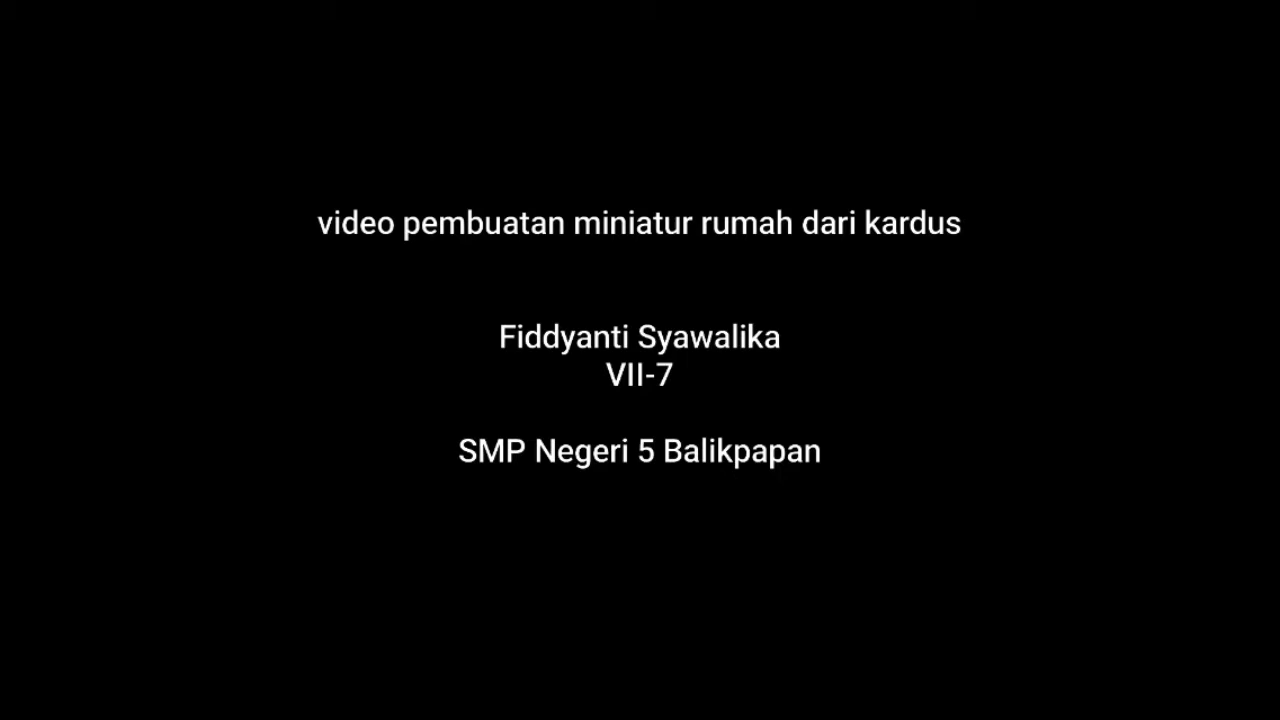 video pembuatan miniatur rumah dari kardus
Fiddyanti Syawalika
VII-7
SMP Negeri 5 Balikpapan